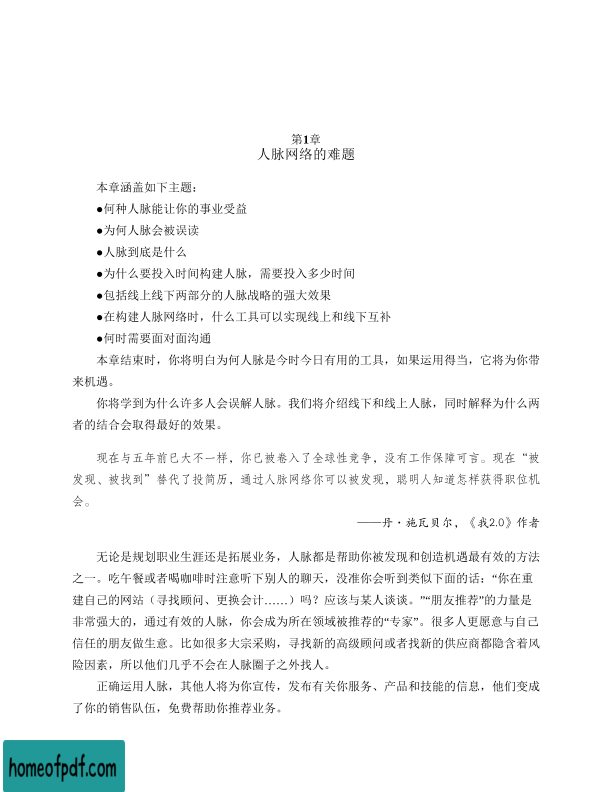 第1章
人脉网络的难题
本章涵盖如下主题：
●何种人脉能让你的事业受益
●为何人脉会被误读
●人脉到底是什么
●为什么要投入时间构建人脉，需要投入多少时间
●包括线上线下两部分的人脉战略的强大效果
●在构建人脉网络时，什么工具可以实现线上和线下互补
●何时需要面对面沟通
本章结束时，你将明白为何人脉是今时今日有用的工具，如果运用得当，它将为你带
来机遇。
你将学到为什么许多人会误解人脉。我们将介绍线下和线上人脉，同时解释为什么两
者的结合会取得最好的效果。
现在与五年前已大不一样，你已被卷入了全球性竞争，没有工作保障可言。现在“被
发现、被找到”替代了投简历，通过人脉网络你可以被发现，聪明人知道怎样获得职位机
会。
——丹·施瓦贝尔，《我2.0》作者
无论是规划职业生涯还是拓展业务，人脉都是帮助你被发现和创造机遇最有效的方法
之一。吃午餐或者喝咖啡时注意听下别人的聊天，没准你会听到类似下面的话：“你在重
建自己的网站（寻找顾问、更换会计……）吗？应该与某人谈谈。”“朋友推荐”的力量是
非常强大的，通过有效的人脉，你会成为所在领域被推荐的“专家”。很多人更愿意与自己
信任的朋友做生意。比如很多大宗采购，寻找新的高级顾问或者找新的供应商都隐含着风
险因素，所以他们几乎不会在人脉圈子之外找人。
正确运用人脉，其他人将为你宣传，发布有关你服务、产品和技能的信息，他们变成
了你的销售队伍，免费帮助你推荐业务。
homeofpdf.com